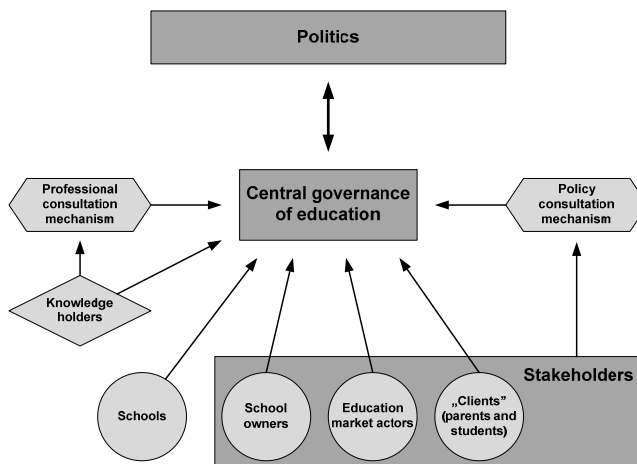 Politics
Professional
consultation
mechanism
Central governance
of education
Policy
consultation
mechanism
Knowledge
holders
Stakeholders
Schools
School
owners
Education
market actors
„Clients”
(parents and
students)